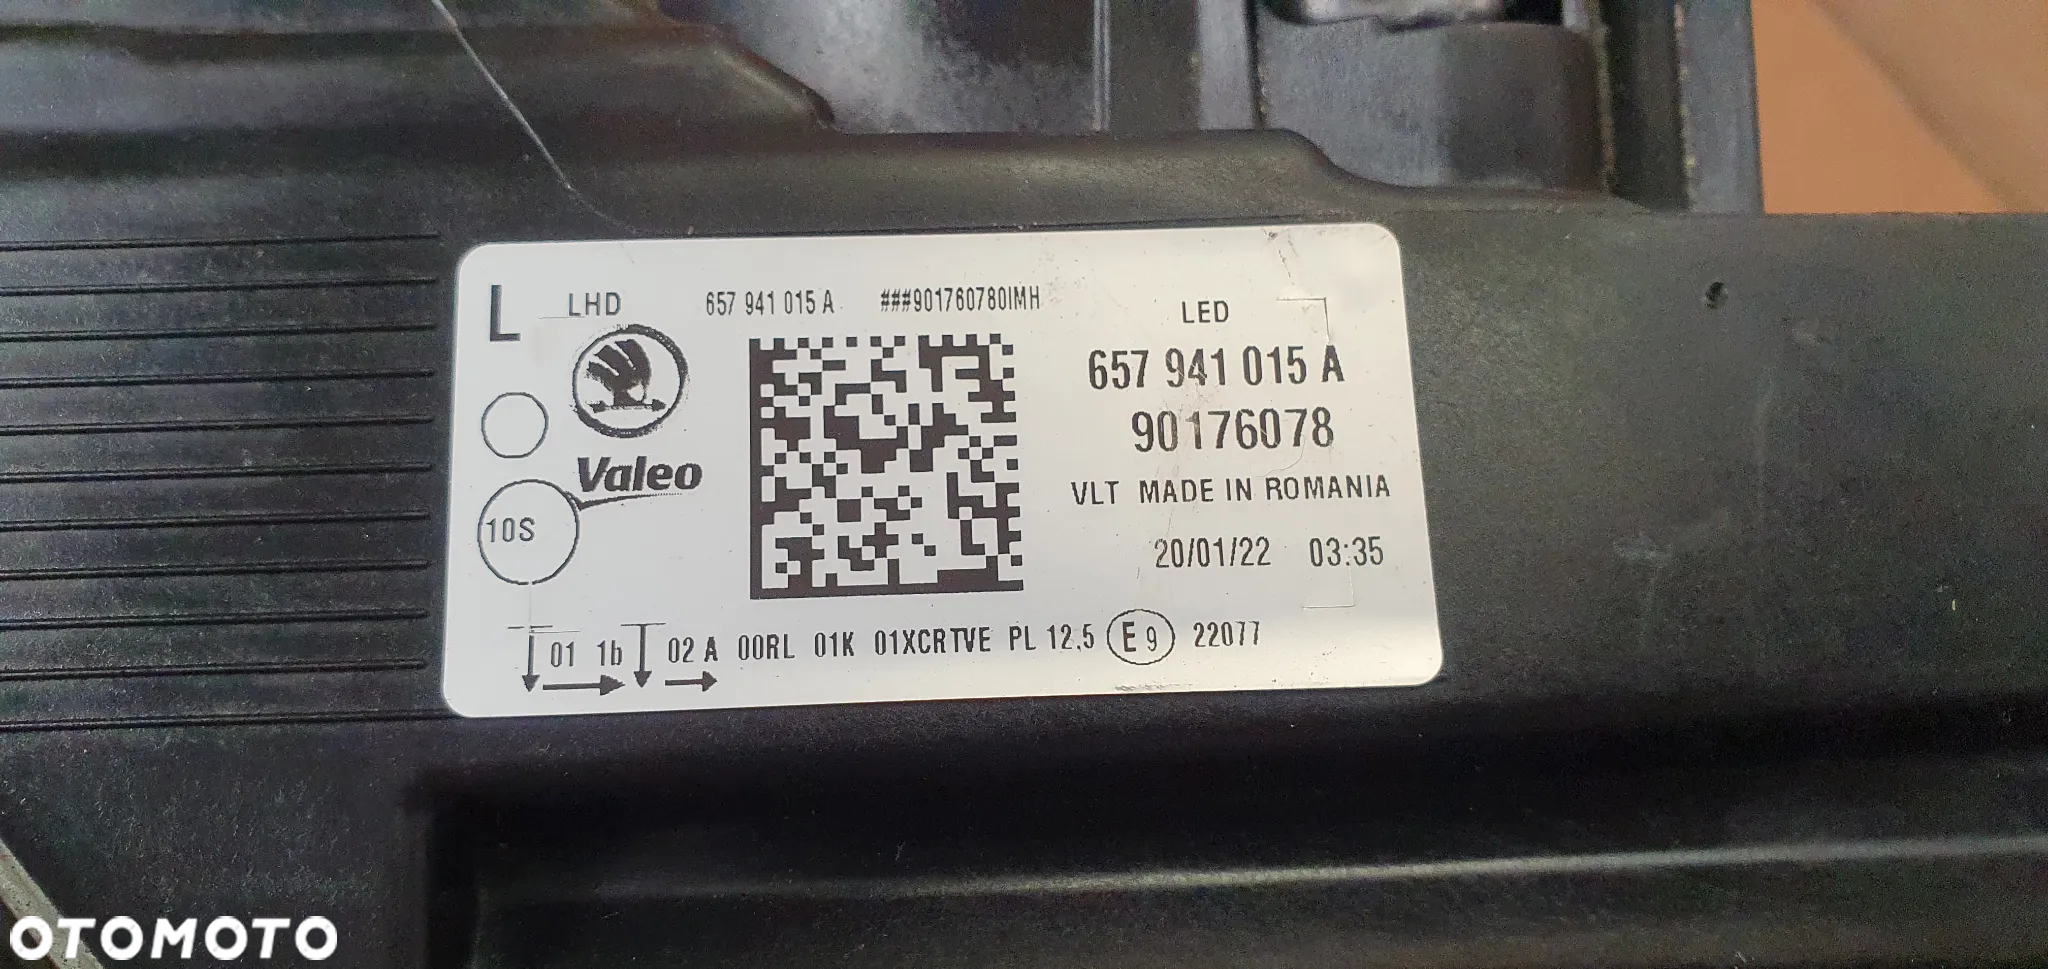 L LHD 657 941 015 A ###901760780IMH
LED
657 941 015 A
90176078
Valeo
VLT MADE IN ROMANIA
10S
20/01/22 03:35
01 1b 02 A 00RL 01K 01XCRTVE PL 12,5 E9 22077
OTOMOTO